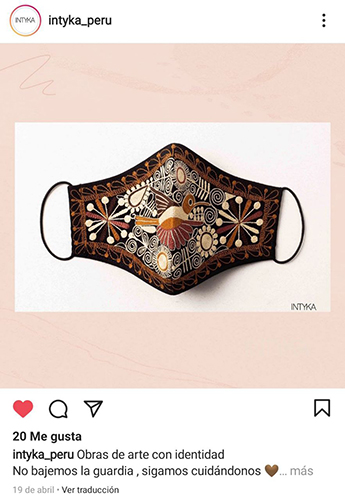 INTYKA
intyka_peru
INTYKA
20 Me gusta
intyka_peru Obras de arte con identidad
No bajemos la guardia , sigamos cuidándonos 🤎... más
19 de abril • Ver traducción